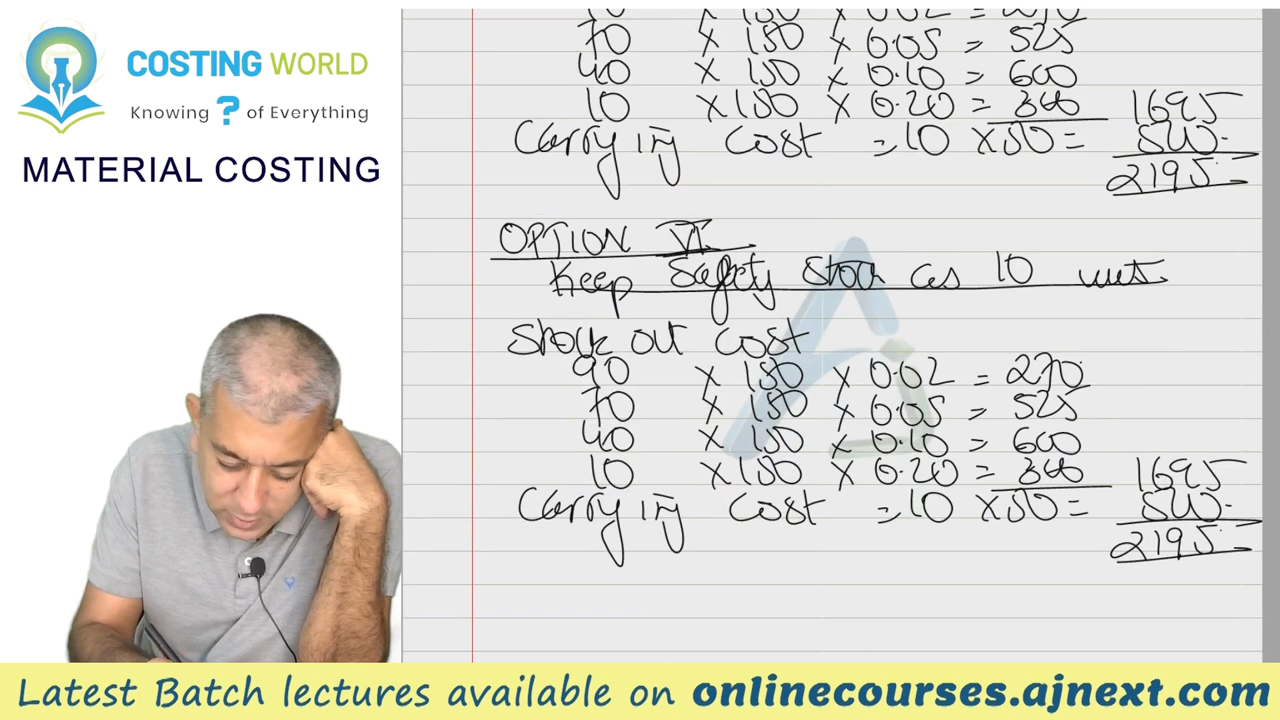 COSTING WORLD
Knowing ? of Everything
MATERIAL COSTING
70 × 150 × 0.05 = 525
40 × 150 × 0.10 = 600
10 × 150 × 0.20 = 300 1695
Carrying cost = 10 × 50 = 500.
2195
OPTION VI
Keep Safety Stock as 10 unit
Stock out cost
90 × 150 × 0.02 = 270
70 × 150 × 0.05 = 525
40 × 150 × 0.10 = 600
10 × 150 × 0.20 = 300 1695
Carrying cost = 10 × 50 = 500.
2195
Latest Batch lectures available on onlinecourses.ajnext.com